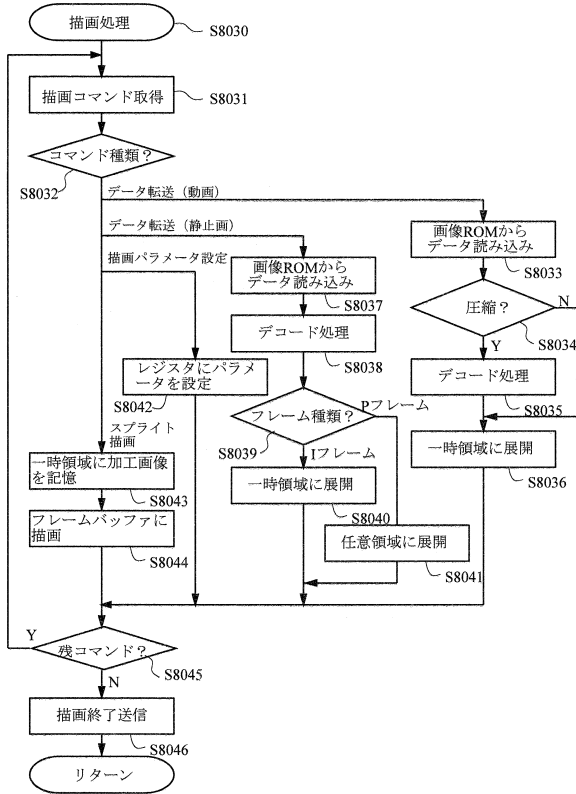 描画処理
S8030
描画コマンド取得
S8031
コマンド種類？
S8032
データ転送（動画）
データ転送（静止画）
描画パラメータ設定
画像ROMから
データ読み込み
S8033
画像ROMから
データ読み込み
S8037
圧縮？
N
S8034
Y
デコード処理
S8038
デコード処理
S8035
レジスタにパラメ
ータを設定
S8042
フレーム種類？
Pフレーム
S8039
Iフレーム
スプライト
描画
一時領域に展開
S8036
一時領域に加工画像
を記憶
S8043
一時領域に展開
S8040
フレームバッファに
描画
S8044
任意領域に展開
S8041
Y
残コマンド？
S8045
N
描画終了送信
S8046
リターン